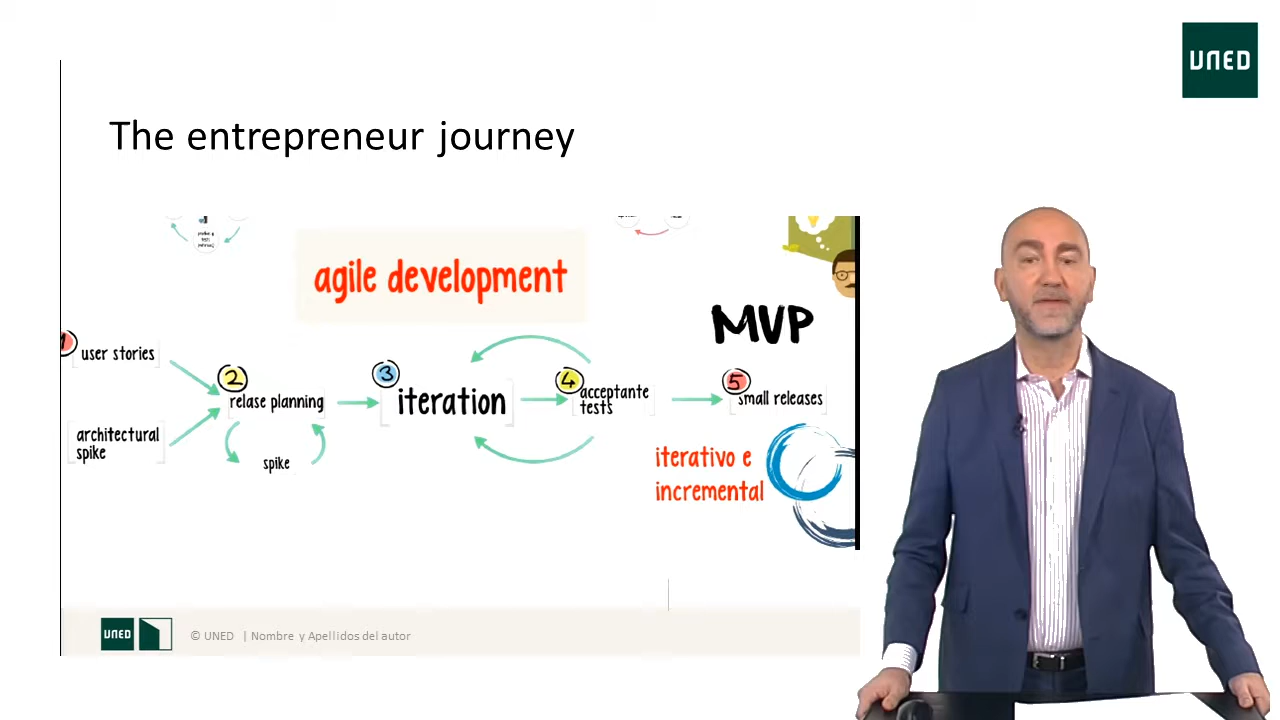 UNED
The entrepreneur journey
agile development
MVP
1
user stories
2
relase planning
3
iteration
4
acceptante
tests
5
small releases
architectural
spike
spike
iterativo e
incremental
UNED
© UNED | Nombre y Apellidos del autor